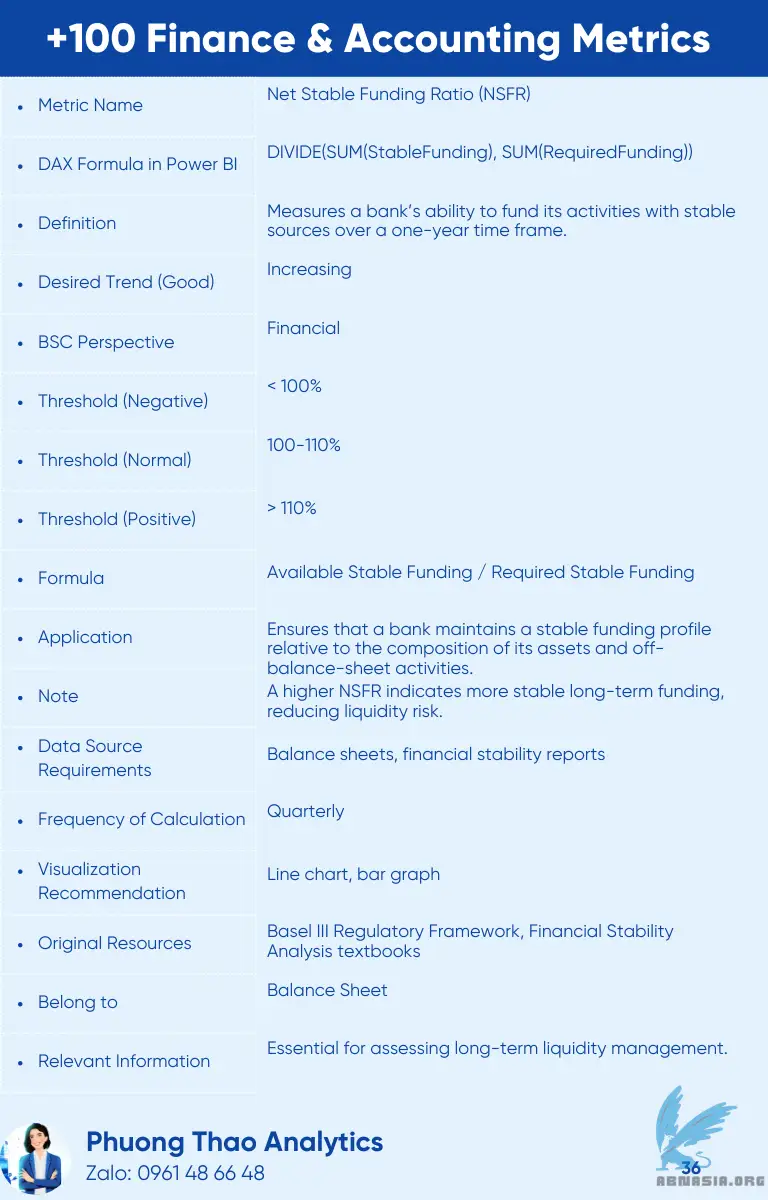 +100 Finance & Accounting Metrics
• Metric Name
Net Stable Funding Ratio (NSFR)
• DAX Formula in Power BI
DIVIDE(SUM(StableFunding), SUM(RequiredFunding))
• Definition
Measures a bank’s ability to fund its activities with stable
sources over a one-year time frame.
• Desired Trend (Good)
Increasing
• BSC Perspective
Financial
• Threshold (Negative)
< 100%
• Threshold (Normal)
100-110%
• Threshold (Positive)
> 110%
• Formula
Available Stable Funding / Required Stable Funding
• Application
Ensures that a bank maintains a stable funding profile
relative to the composition of its assets and off-
balance-sheet activities.
• Note
A higher NSFR indicates more stable long-term funding,
reducing liquidity risk.
• Data Source
Requirements
Balance sheets, financial stability reports
• Frequency of Calculation
Quarterly
• Visualization
Recommendation
Line chart, bar graph
• Original Resources
Basel III Regulatory Framework, Financial Stability
Analysis textbooks
• Belong to
Balance Sheet
• Relevant Information
Essential for assessing long-term liquidity management.
Phuong Thao Analytics
Zalo: 0961 48 66 48
36
ABNASIA.ORG